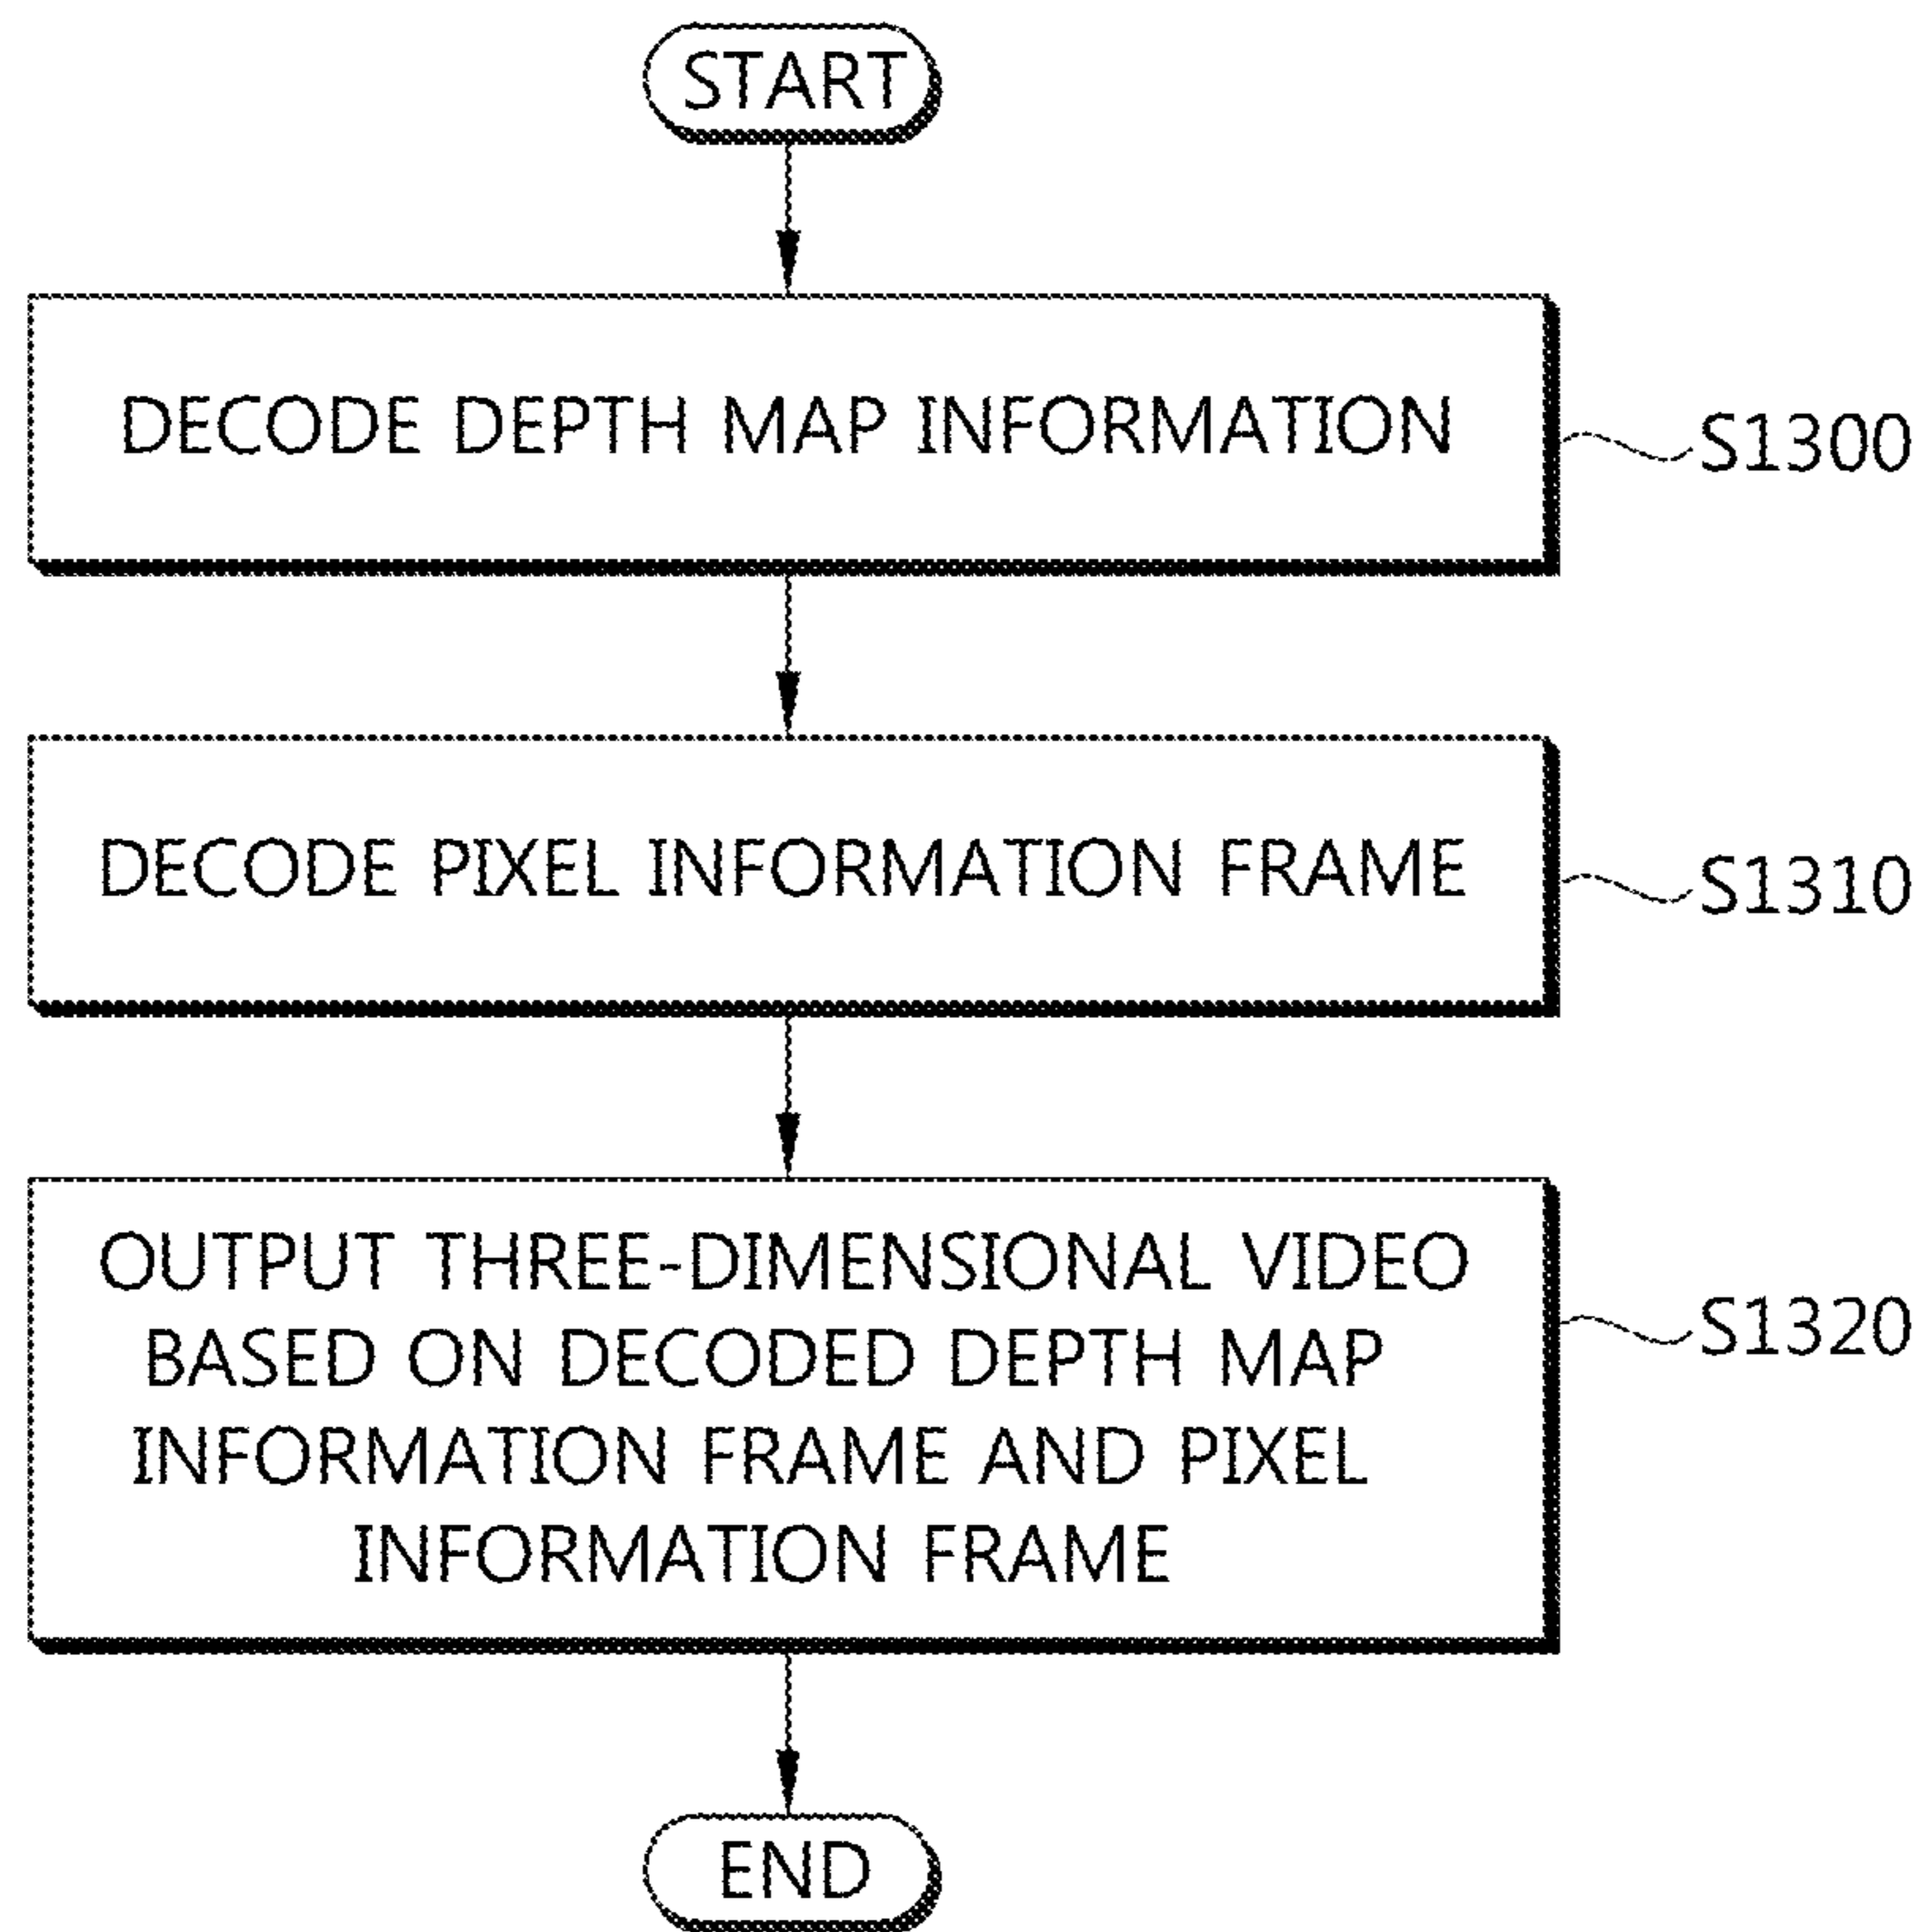 START
DECODE DEPTH MAP INFORMATION
S1300
DECODE PIXEL INFORMATION FRAME
S1310
OUTPUT THREE-DIMENSIONAL VIDEO
BASED ON DECODED DEPTH MAP
INFORMATION FRAME AND PIXEL
INFORMATION FRAME
S1320
END